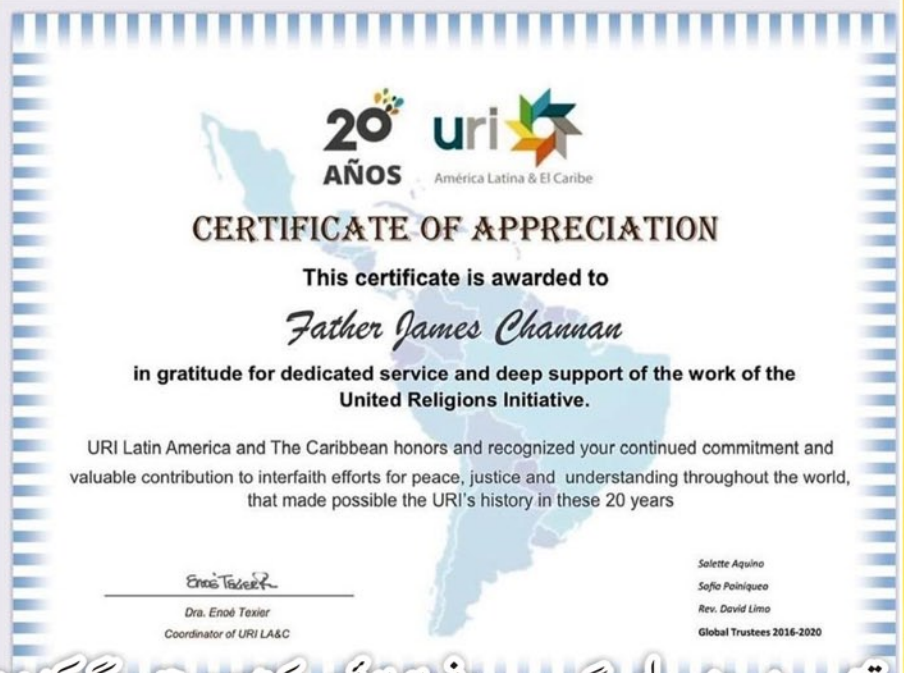 20
AÑOS
uri
América Latina & El Caribe
CERTIFICATE OF APPRECIATION
This certificate is awarded to
Father James Channan
in gratitude for dedicated service and deep support of the work of the
United Religions Initiative.
URI Latin America and The Caribbean honors and recognized your continued commitment and
valuable contribution to interfaith efforts for peace, justice and understanding throughout the world,
that made possible the URI's history in these 20 years
Dra. Enoé Texier
Coordinator of URI LA&C
Salette Aquino
Sofía Painiqueo
Rev. David Limo
Global Trustees 2016-2020